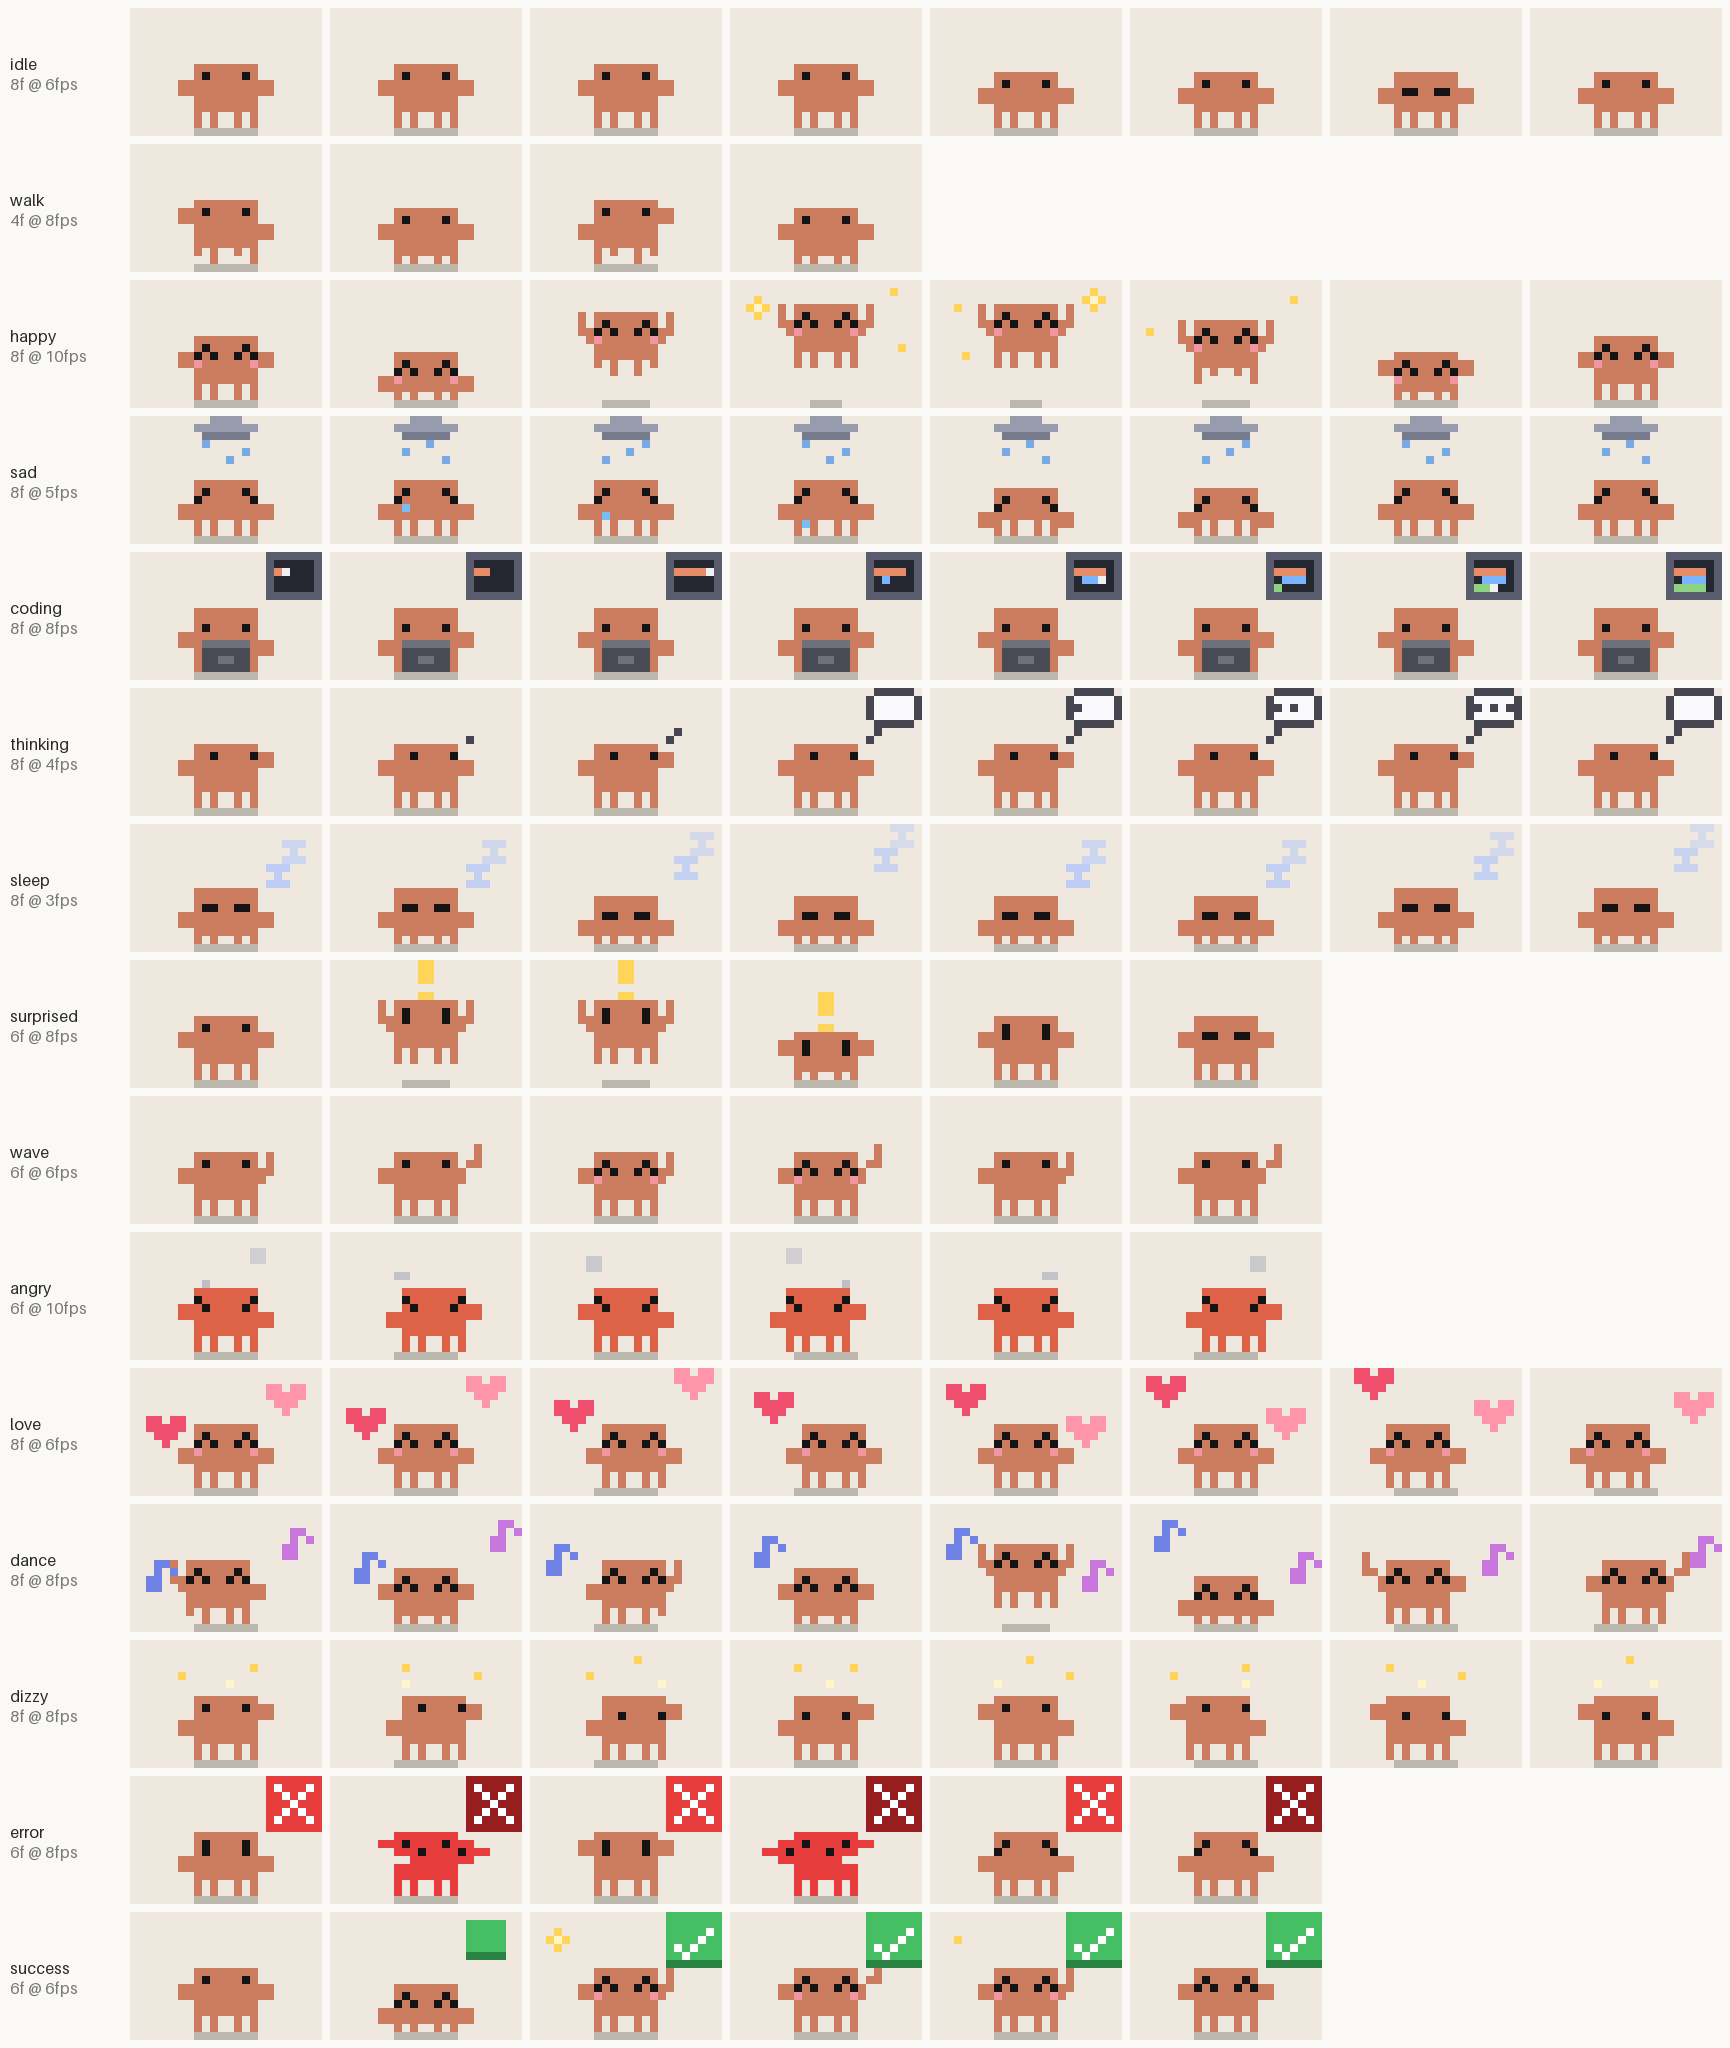 idle
8f @ 6fps
walk
4f @ 8fps
happy
8f @ 10fps
sad
8f @ 5fps
coding
8f @ 8fps
thinking
8f @ 4fps
sleep
8f @ 3fps
surprised
6f @ 8fps
wave
6f @ 6fps
angry
6f @ 10fps
love
8f @ 6fps
dance
8f @ 8fps
dizzy
8f @ 8fps
error
6f @ 8fps
success
6f @ 6fps